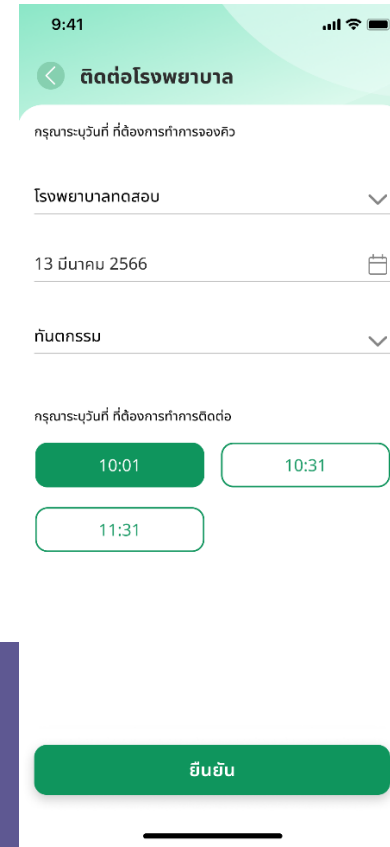 9:41
ติดต่อโรงพยาบาล
กรุณาระบุวันที่ ที่ต้องการทำการจองคิว
โรงพยาบาลทดสอบ
13 มีนาคม 2566
ทันตกรรม
กรุณาระบุวันที่ ที่ต้องการทำการติดต่อ
10:01
10:31
11:31
ยืนยัน